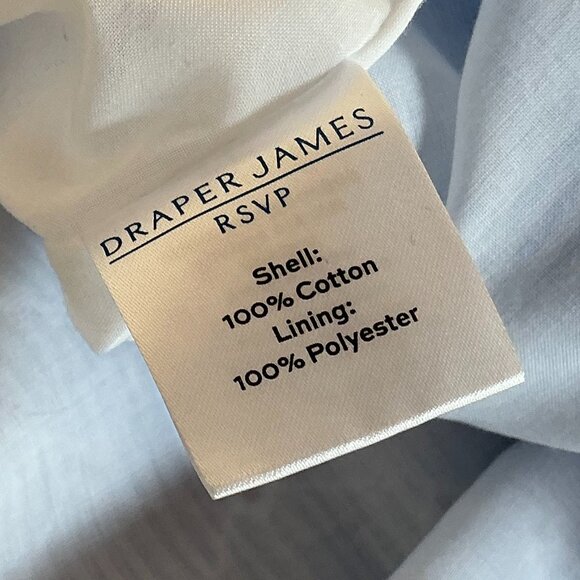 DRAPER JAMES
RSVP
Shell:
100% Cotton
Lining:
100% Polyester